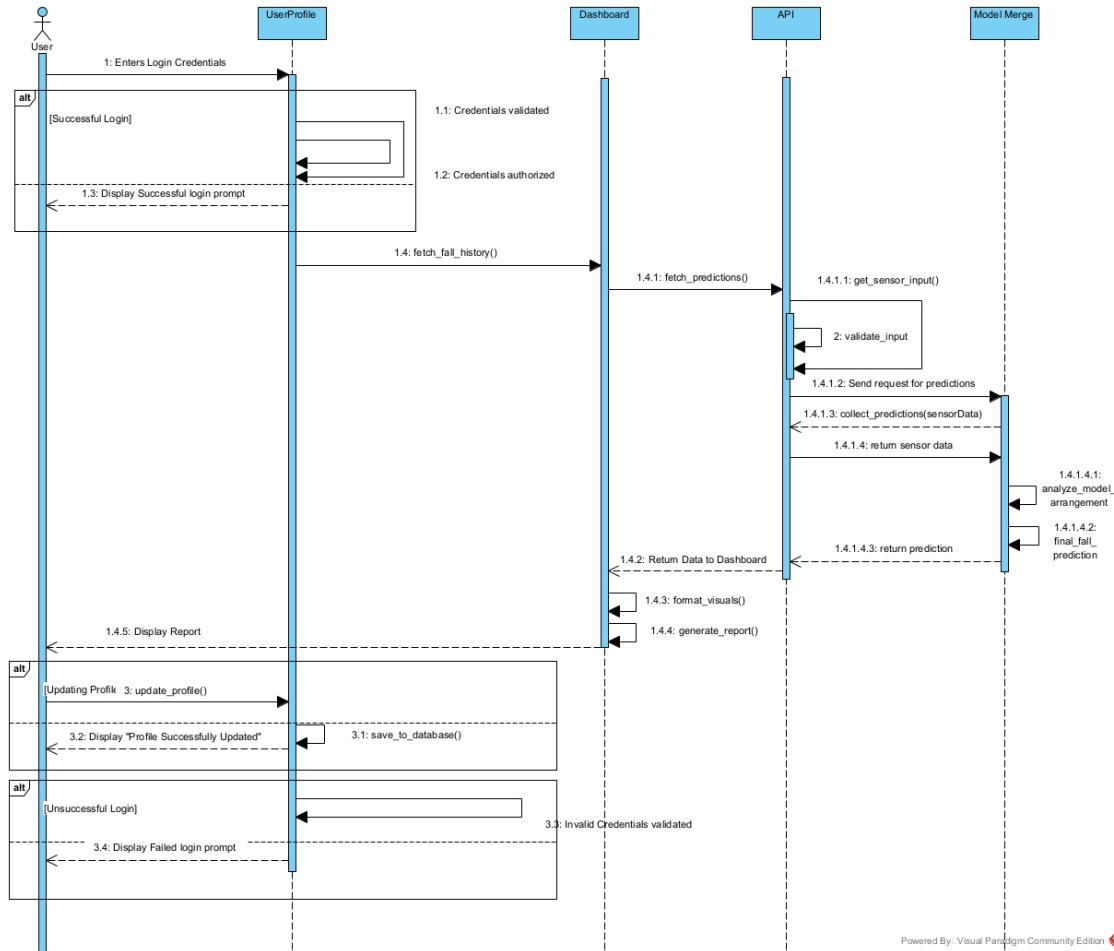 User
UserProfile
Dashboard
API
Model Merge
1: Enters Login Credentials
alt
[Successful Login]
1.1: Credentials validated
1.2: Credentials authorized
1.3: Display Successful login prompt
1.4: fetch_fall_history()
1.4.1: fetch_predictions()
1.4.1.1: get_sensor_input()
2: validate_input
1.4.1.2: Send request for predictions
1.4.1.3: collect_predictions(sensorData)
1.4.1.4: return sensor data
1.4.1.4.1:
analyze_model_
arrangement
1.4.1.4.2:
final_fall_
prediction
1.4.1.4.3: return prediction
1.4.2: Return Data to Dashboard
1.4.3: format_visuals()
1.4.4: generate_report()
1.4.5: Display Report
alt
[Updating Profile
3: update_profile()
3.1: save_to_database()
3.2: Display "Profile Successfully Updated"
alt
[Unsuccessful Login]
3.3: Invalid Credentials validated
3.4: Display Failed login prompt
Powered By Visual Paradigm Community Edition